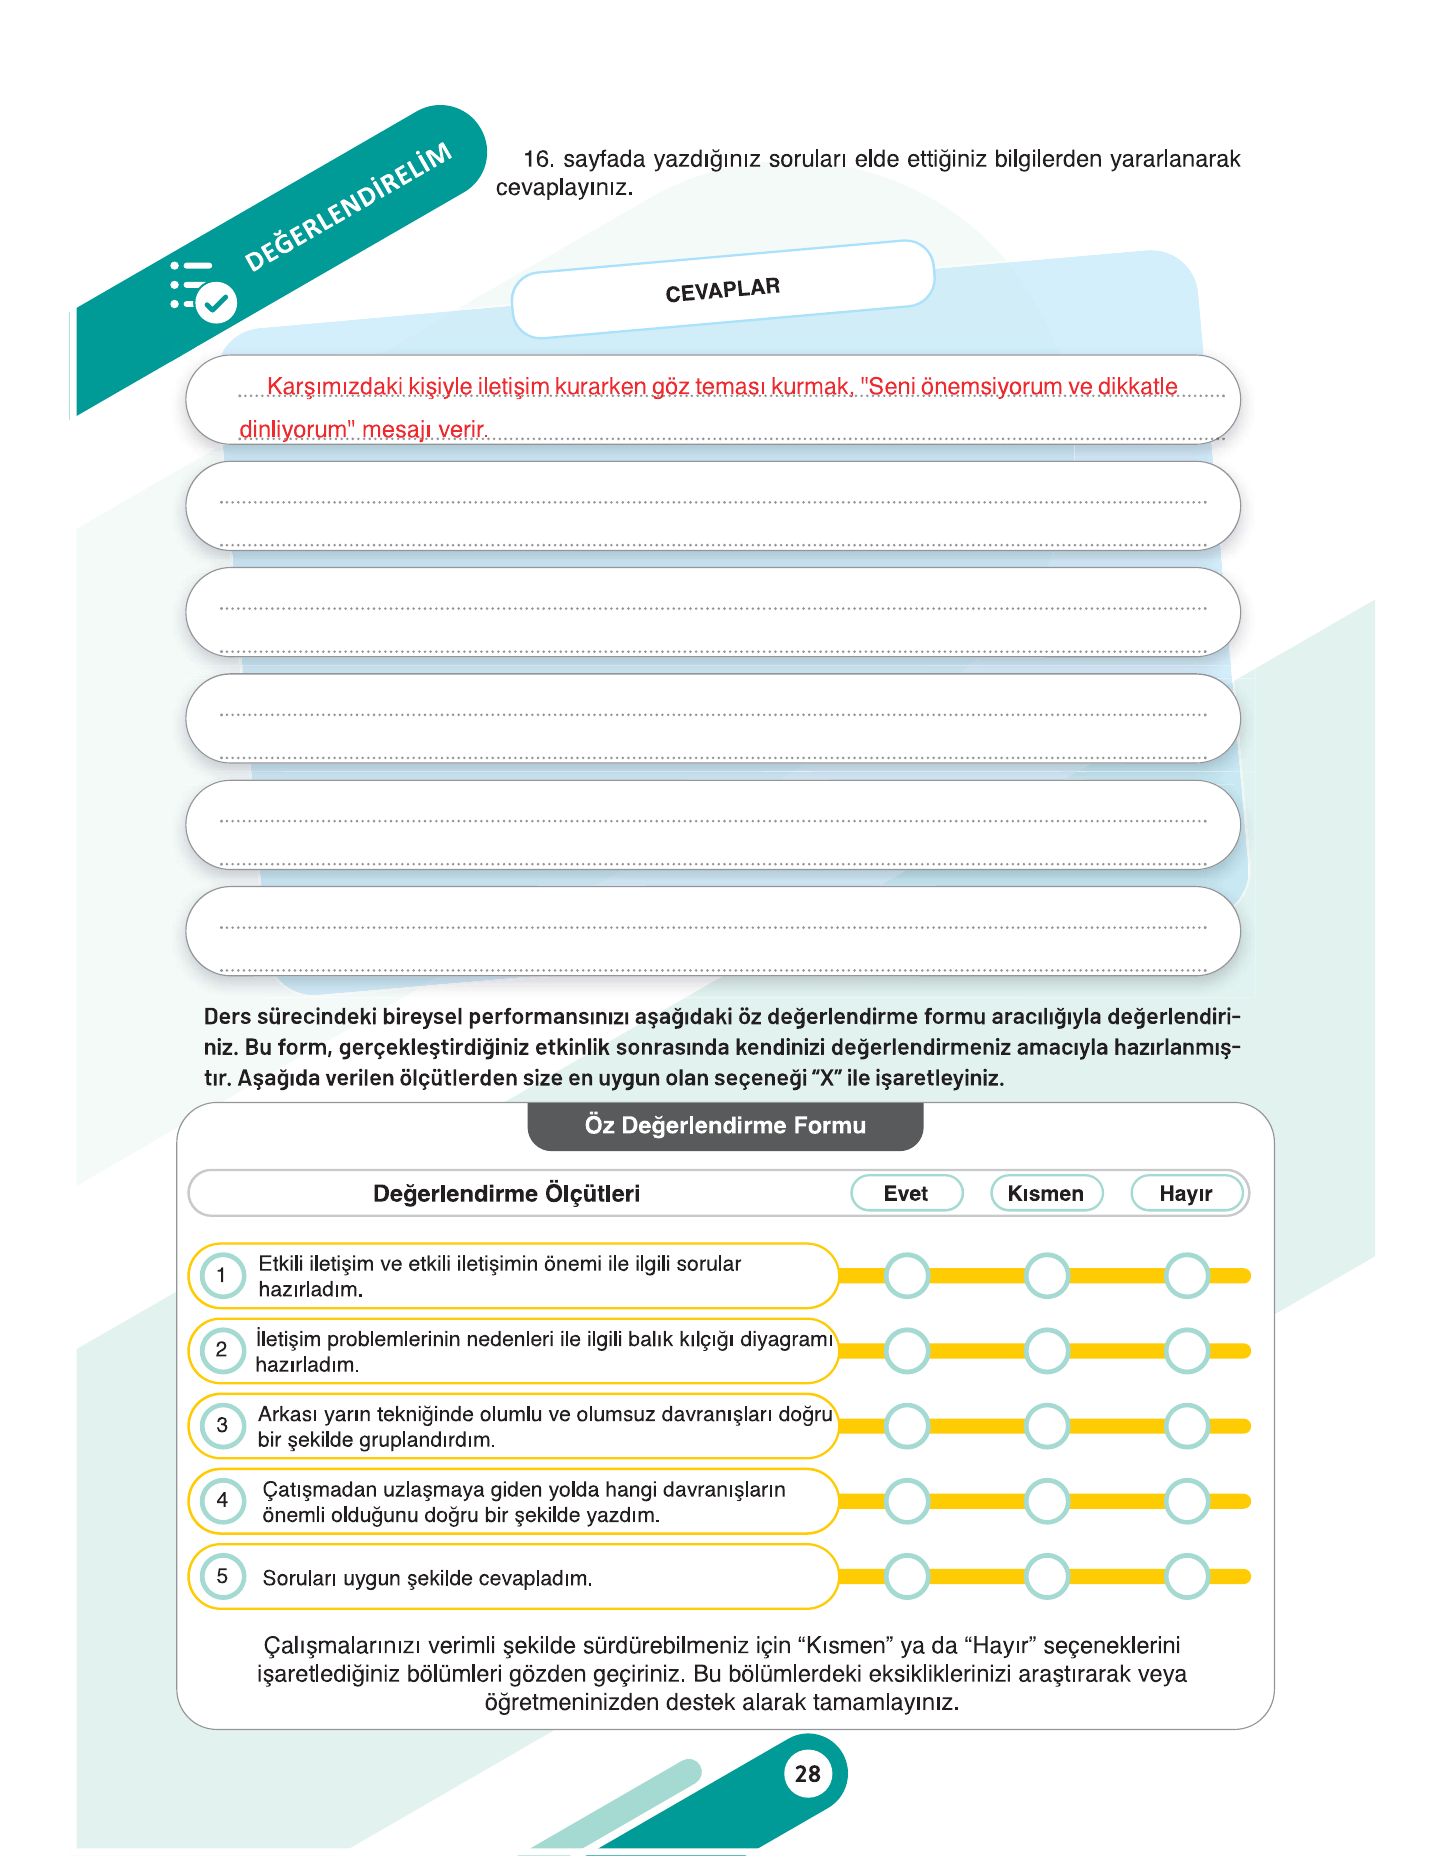 DEĞERLENDİRELİM
16. sayfada yazdığınız soruları elde ettiğiniz bilgilerden yararlanarak
cevaplayınız.
CEVAPLAR
Karşımızdaki kişiyle iletişim kurarken göz teması kurmak, "Seni önemsiyorum ve dikkatle
dinliyorum" mesajı verir.
Ders sürecindeki bireysel performansınızı aşağıdaki öz değerlendirme formu aracılığıyla değerlendiri-
niz. Bu form, gerçekleştirdiğiniz etkinlik sonrasında kendinizi değerlendirmeniz amacıyla hazırlanmış-
tır. Aşağıda verilen ölçütlerden size en uygun olan seçeneği “X” ile işaretleyiniz.
Öz Değerlendirme Formu
Değerlendirme Ölçütleri Evet Kısmen Hayır
1 Etkili iletişim ve etkili iletişimin önemi ile ilgili sorular
hazırladım.
2 İletişim problemlerinin nedenleri ile ilgili balık kılçığı diyagramı
hazırladım.
3 Arkası yarın tekniğinde olumlu ve olumsuz davranışları doğru
bir şekilde gruplandırdım.
4 Çatışmadan uzlaşmaya giden yolda hangi davranışların
önemli olduğunu doğru bir şekilde yazdım.
5 Soruları uygun şekilde cevapladım.
Çalışmalarınızı verimli şekilde sürdürebilmeniz için “Kısmen” ya da “Hayır” seçeneklerini
işaretlediğiniz bölümleri gözden geçiriniz. Bu bölümlerdeki eksikliklerinizi araştırarak veya
öğretmeninizden destek alarak tamamlayınız.
28